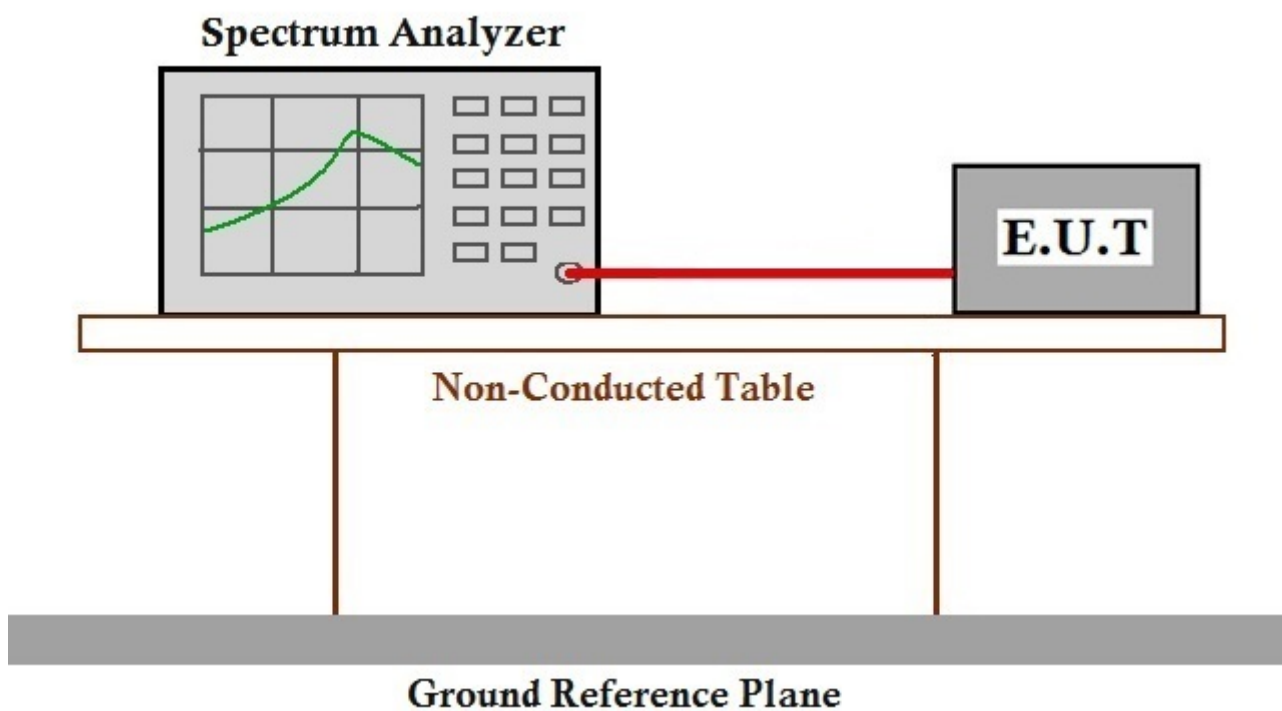 Spectrum Analyzer
E.U.T
Non-Conducted Table
Ground Reference Plane